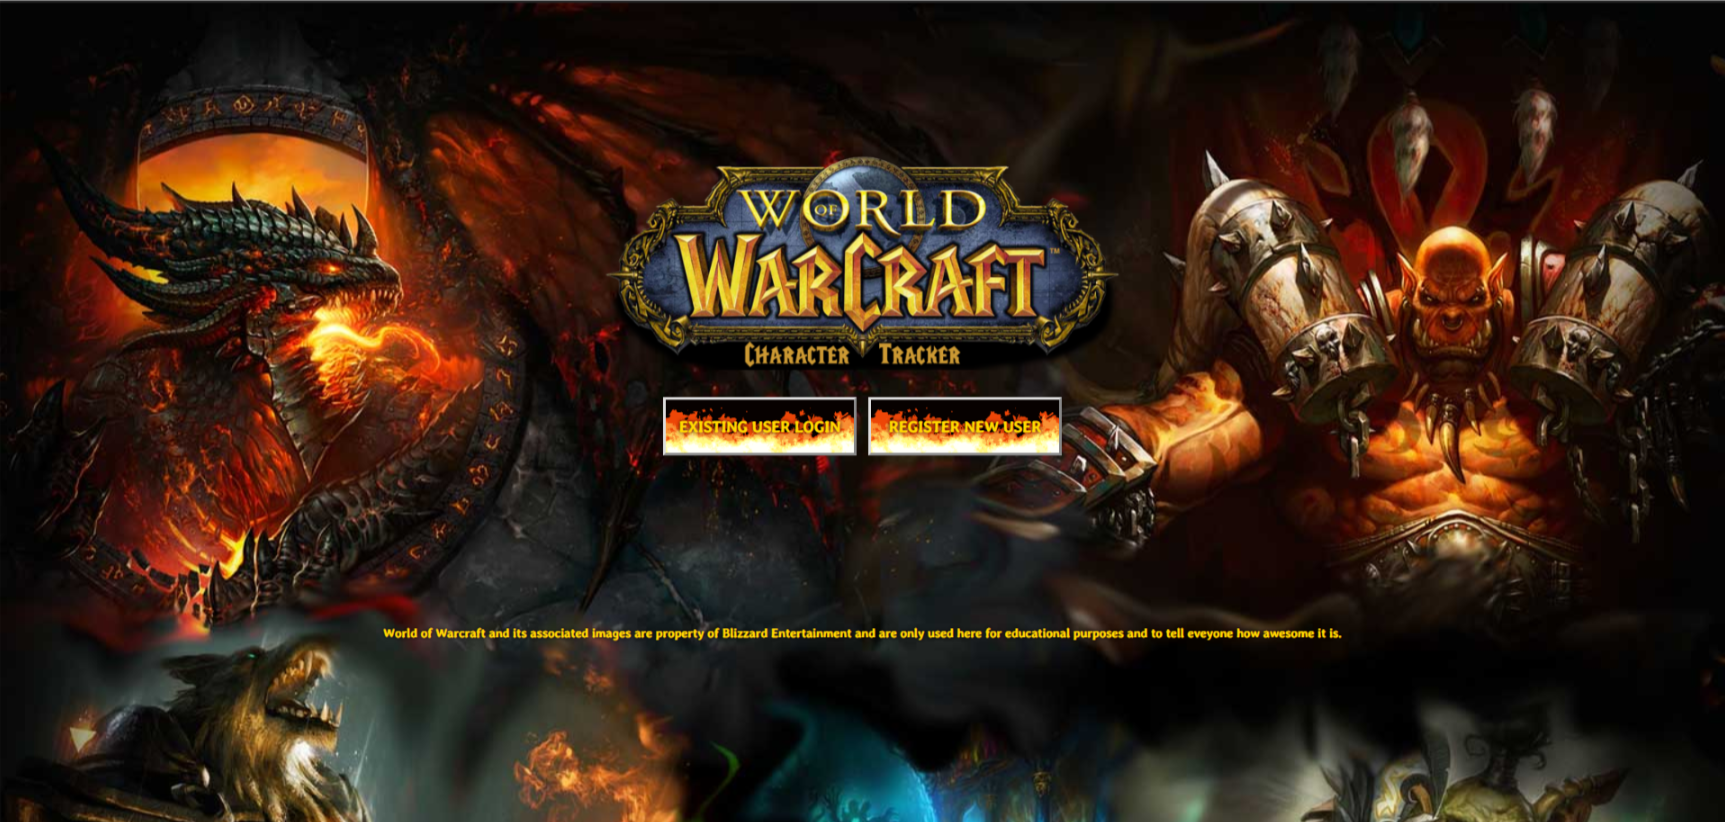 WORLD
OF
WARCRAFT™
CHARACTER TRACKER
EXISTING USER LOGIN
REGISTER NEW USER
World of Warcraft and its associated images are property of Blizzard Entertainment and are only used here for educational purposes and to tell eveyone how awesome it is.